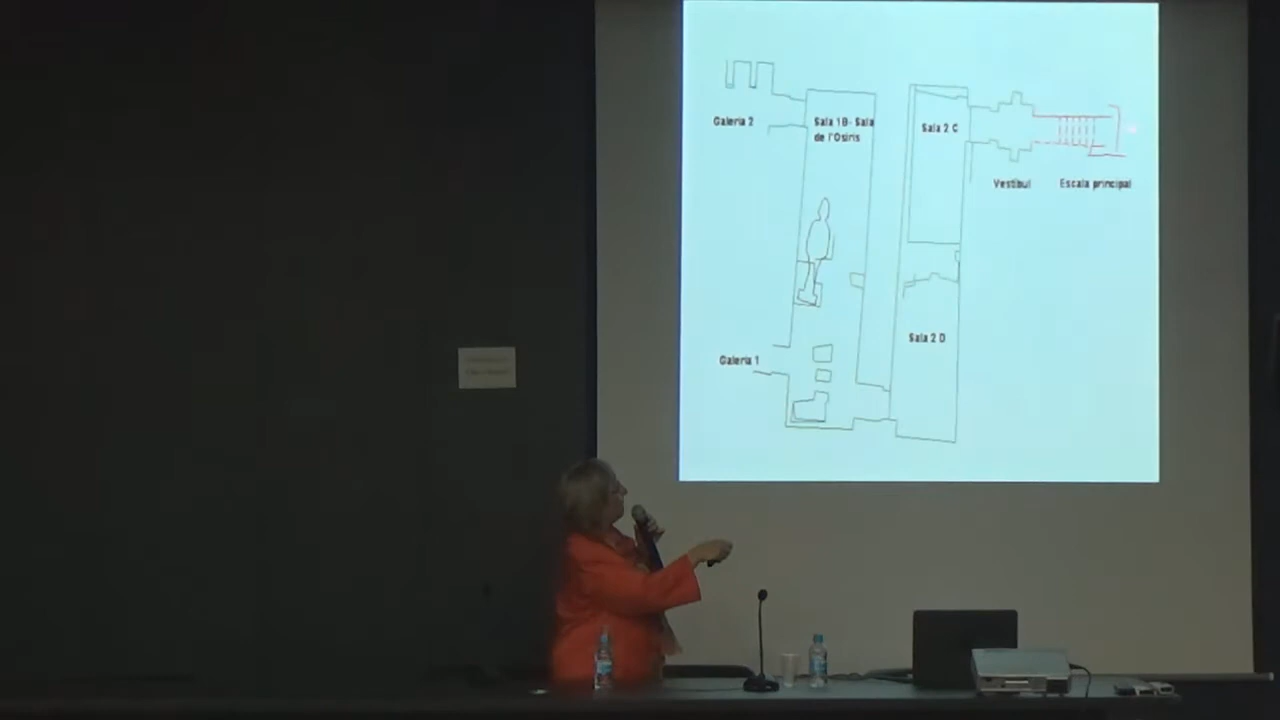 Galeria 2
Sala 1B- Sala
de l'Osiris
Sala 2 C
Vestíbul
Escala principal
Sala 2 D
Galeria 1